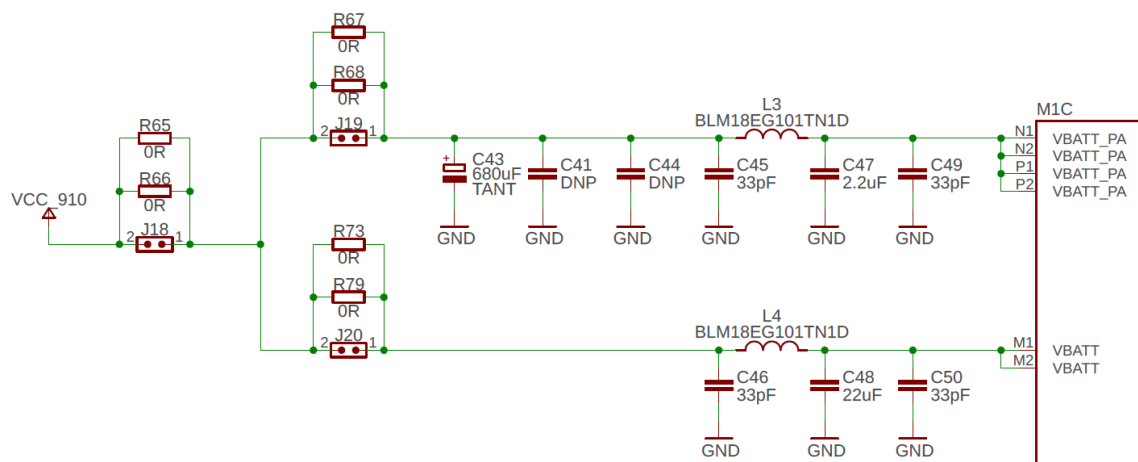 R67
0R
R68
0R
J19
2
1
R65
0R
R66
0R
J18
2
1
VCC_910
R73
0R
R79
0R
J20
2
1
+
C43
680uF
TANT
GND
C41
DNP
GND
C44
DNP
GND
C45
33pF
GND
L3
BLM18EG101TN1D
C47
2.2uF
GND
C49
33pF
GND
L4
BLM18EG101TN1D
C46
33pF
GND
C48
22uF
GND
C50
33pF
GND
M1C
N1 VBATT_PA
N2 VBATT_PA
P1 VBATT_PA
P2 VBATT_PA
M1 VBATT
M2 VBATT